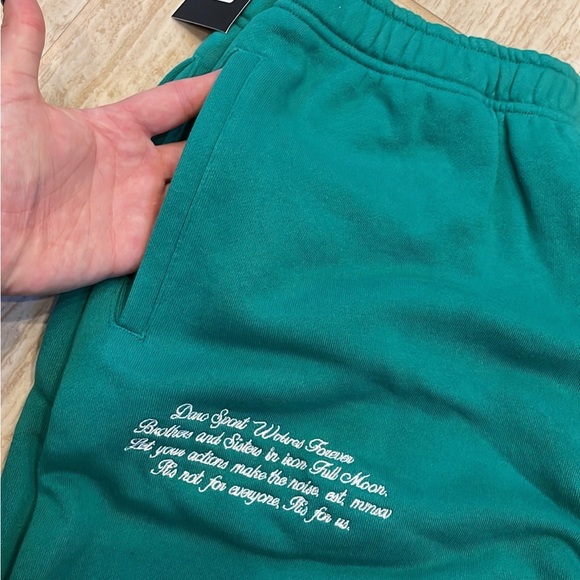 Darc Sport Wolves Forever
Brothers and Sisters in iron Full Moon.
Let your actions make the noise, est. mmxv
It's not for everyone, It's for us.